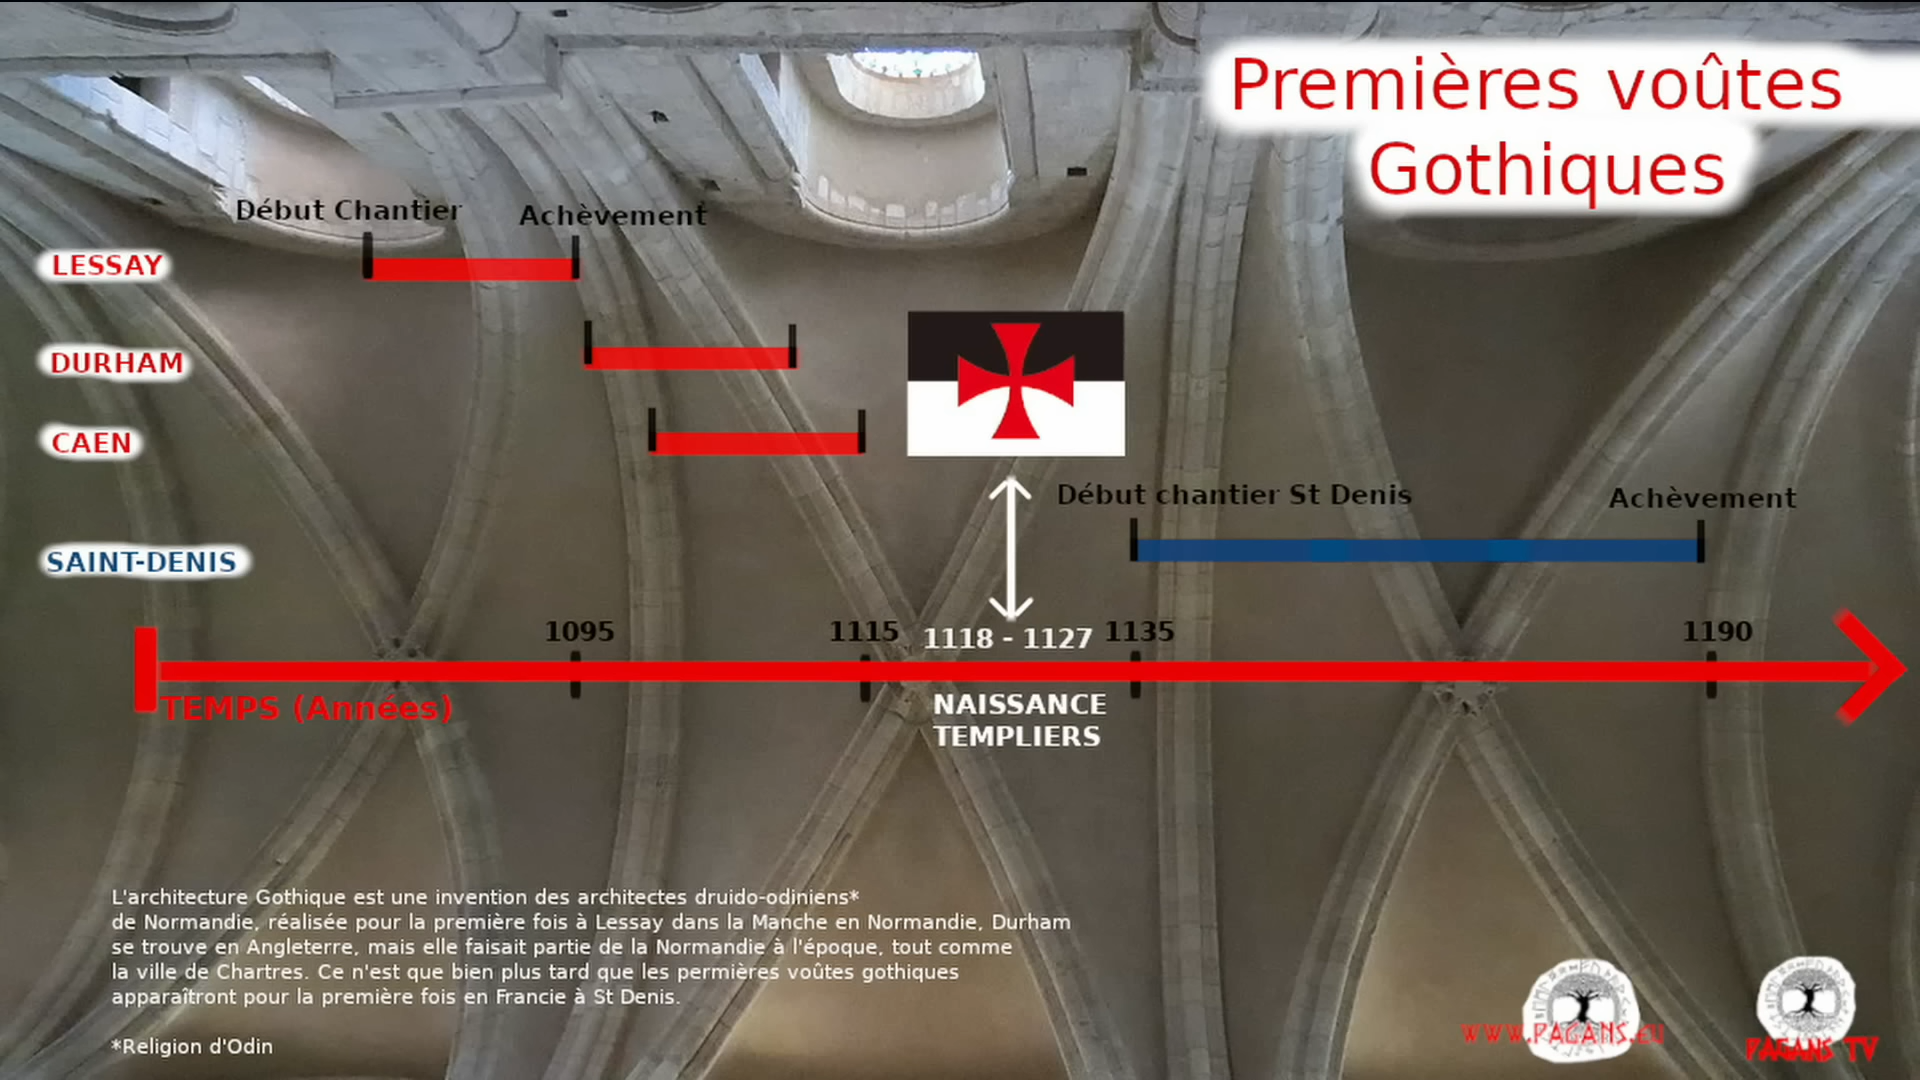 Premières voûtes
Gothiques
Début Chantier
Achèvement
LESSAY
DURHAM
CAEN
Début chantier St Denis
Achèvement
SAINT-DENIS
1095
1115
1118 - 1127
1135
1190
TEMPS (Années)
NAISSANCE
TEMPLIERS
L'architecture Gothique est une invention des architectes druido-odiniens*
de Normandie, réalisée pour la première fois à Lessay dans la Manche en Normandie, Durham
se trouve en Angleterre, mais elle faisait partie de la Normandie à l'époque, tout comme
la ville de Chartres. Ce n'est que bien plus tard que les permières voûtes gothiques
apparaîtront pour la première fois en Francie à St Denis.
*Religion d'Odin
WWW.PAGANS.EU
PAGANS TV